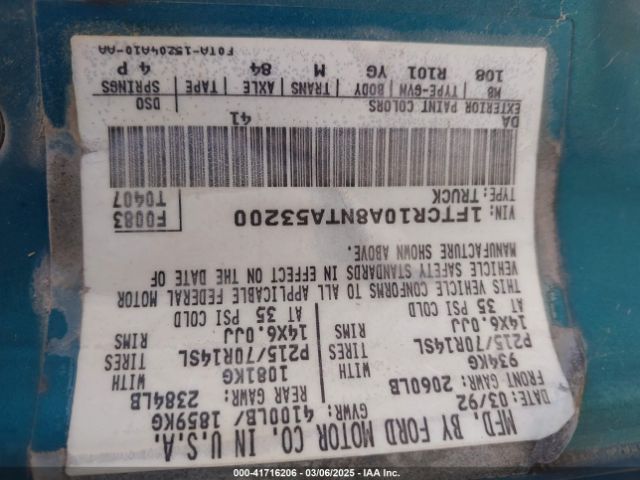 MFD. BY FORD MOTOR CO. IN U.S.A.
DATE: 03/92 GVWR: 4100LB/ 1859KG
FRONT GAWR: 2060LB REAR GAWR: 2384LB
934KG WITH 1081KG WITH
P215/70R14SL TIRES P215/70R14SL TIRES
14X6.0JJ RIMS 14X6.0JJ RIMS
AT 35 PSI COLD AT 35 PSI COLD
THIS VEHICLE CONFORMS TO ALL APPLICABLE FEDERAL MOTOR
VEHICLE SAFETY STANDARDS IN EFFECT ON THE DATE OF
MANUFACTURE SHOWN ABOVE.
VIN: 1FTCR10A8NTA53200 F0083
TYPE: TRUCK T0407
DA 41
EXTERIOR PAINT COLORS DSO
WB TYPE-GVW BODY TRANS AXLE TAPE SPRINGS
108 R101 YG M 84 4 P
F0TA-15204A10-AA
000-41716206 - 03/06/2025 - IAA Inc.